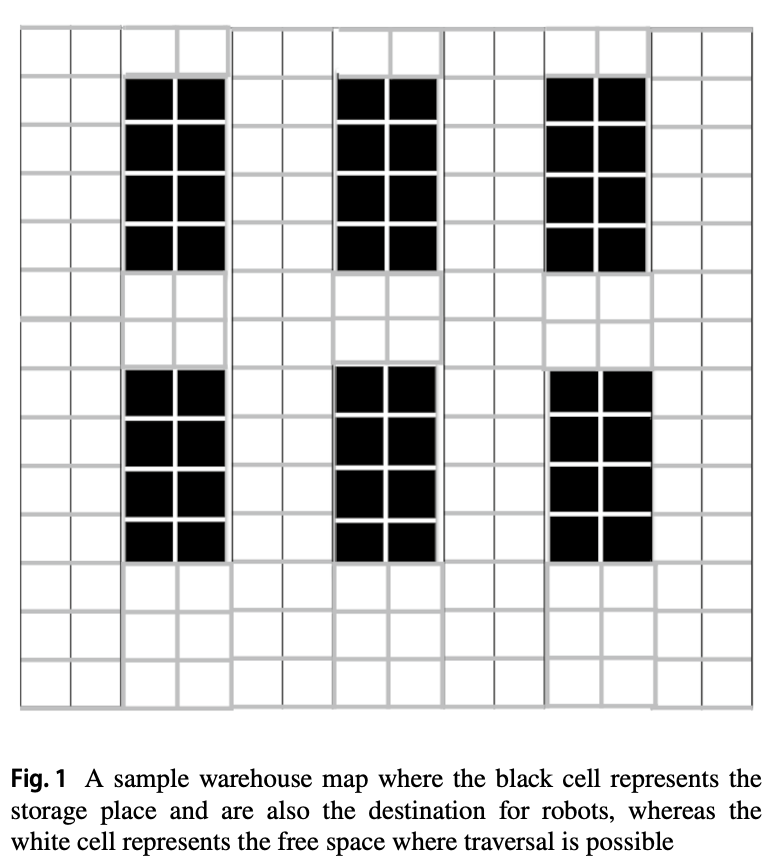 Fig. 1 A sample warehouse map where the black cell represents the
storage place and are also the destination for robots, whereas the
white cell represents the free space where traversal is possible